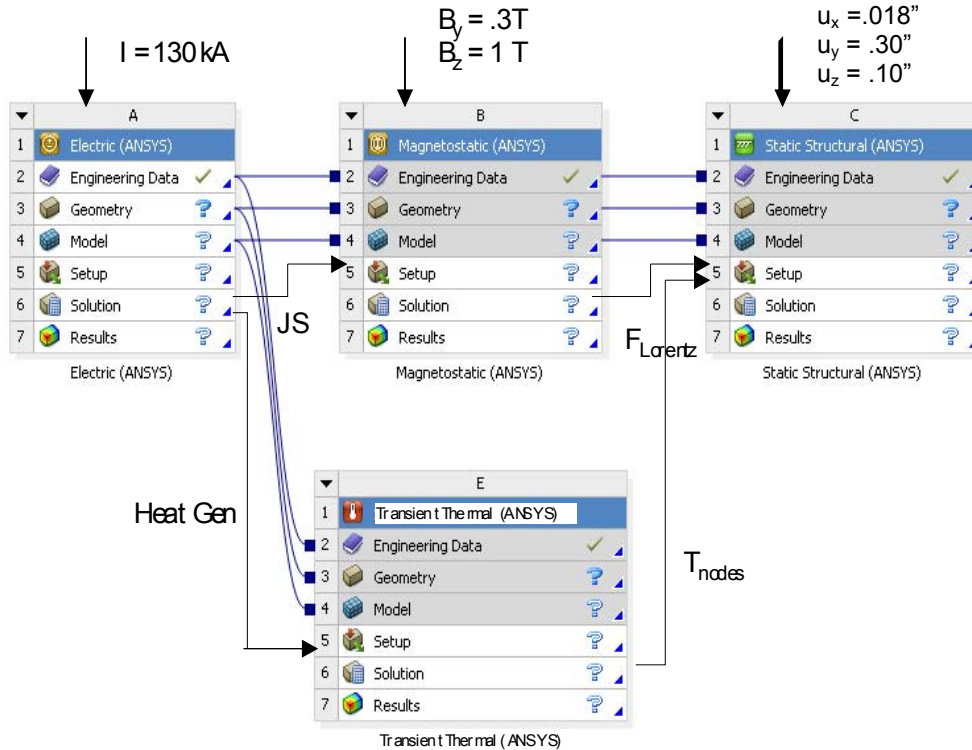 I = 130 kA
By = .3T
Bz = 1 T
ux = .018”
uy = .30”
uz = .10”
A
1 Electric (ANSYS)
2 Engineering Data
3 Geometry
4 Model
5 Setup
6 Solution
7 Results
Electric (ANSYS)
B
1 Magnetostatic (ANSYS)
2 Engineering Data
3 Geometry
4 Model
5 Setup
6 Solution
7 Results
Magnetostatic (ANSYS)
C
1 Static Structural (ANSYS)
2 Engineering Data
3 Geometry
4 Model
5 Setup
6 Solution
7 Results
Static Structural (ANSYS)
JS
FLorentz
Heat Gen
Tnodes
E
1 Transient Thermal (ANSYS)
2 Engineering Data
3 Geometry
4 Model
5 Setup
6 Solution
7 Results
Transient Thermal (ANSYS)